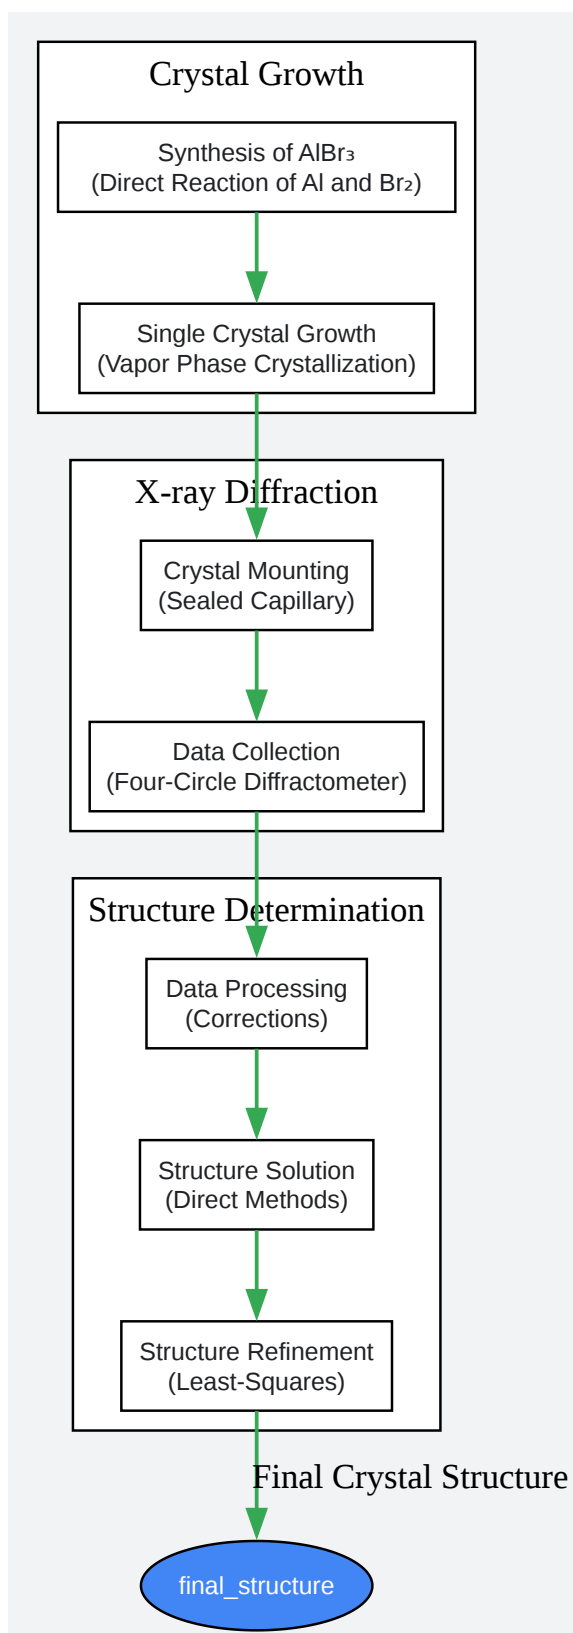 Crystal Growth
Synthesis of AlBr₃
(Direct Reaction of Al and Br₂)
Single Crystal Growth
(Vapor Phase Crystallization)
X-ray Diffraction
Crystal Mounting
(Sealed Capillary)
Data Collection
(Four-Circle Diffractometer)
Structure Determination
Data Processing
(Corrections)
Structure Solution
(Direct Methods)
Structure Refinement
(Least-Squares)
Final Crystal Structure
final_structure